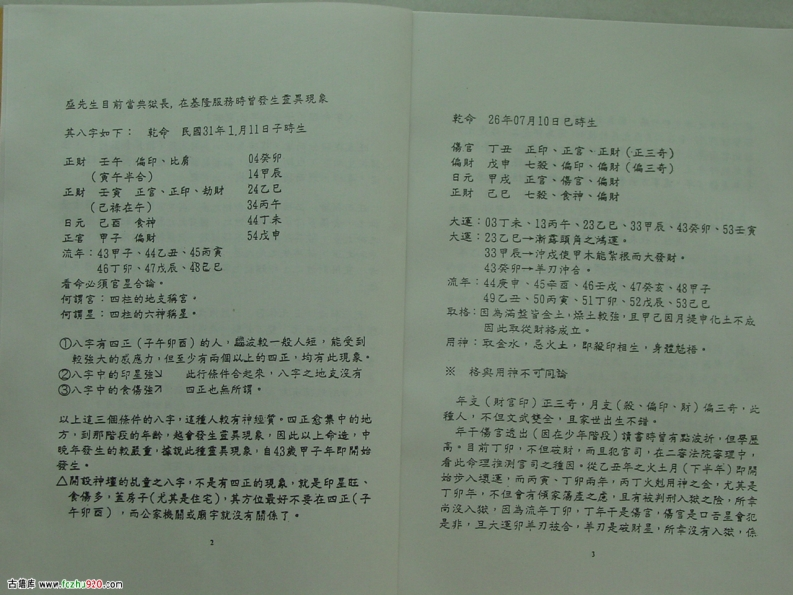 盛先生目前當典獄長,在基隆服務時曾發生靈異現象
其八字如下： 乾命 民國31年1月11日子時生
正財 壬午 偏印、比肩 04癸卯
(寅午半合) 14甲辰
正財 壬寅 正官、正印、劫財 24乙巳
(己祿在午) 34丙午
日元 己酉 食神 44丁未
正官 甲子 偏財 54戊申
流年：43甲子、44乙丑、45丙寅
46丁卯、47戊辰、48己巳
看命必須宮星合論。
何謂宮：四柱的地支稱宮。
何謂星：四柱的六神稱星。
①八字有四正(子午卯酉)的人，腦波較一般人短，能受到
較強大的感應力，但至少有兩個以上的四正，均有此現象。
②八字中的印星強↘ 此行條件合起來，八字之地支沒有
③八字中的食傷強↗ 四正也無所謂。
以上這三個條件的八字，這種人較有神經質。四正愈集中的地
方，到那階段的年齡，越會發生靈異現象，因此以上命造，中
晚年發生的較嚴重，據說此種靈異現象，自43歲甲子年即開始
發生。
△開設神壇的乩童之八字，不是有四正的現象，就是印星旺、
食傷多，蓋房子(尤其是住宅)，其方位最好不要在四正(子
午卯酉)，而公家機關或廟宇就沒有關係了。
2
乾命 26年07月10日巳時生
傷官 丁丑 正印、正官、正財(正三奇)
偏財 戊申 七殺、偏印、偏財(偏三奇)
日元 甲戌 正官、傷官、偏財
正財 己巳 七殺、食神、偏財
大運：03丁未、13丙午、23乙巳、33甲辰、43癸卯、53壬寅
大運：23乙巳→漸露頭角之鴻運。
33甲辰→沖戌使甲木能紮根而大發財。
43癸卯→羊刃沖合。
流年：44庚申、45辛酉、46壬戌、47癸亥、48甲子
49乙丑、50丙寅、51丁卯、52戊辰、53己巳
取格：因為滿盤皆金土，燥土較強，且甲己因月提申化土不成
因此取從財格成立。
用神：取金水，忌火土，即殺印相生，身體魁梧。
※ 格與用神不可同論
年支(財官印)正三奇，月支(殺、偏印、財)偏三奇，此
種人，不但文武雙全，且家世出生不錯。
年干傷官透出(因在少年階段)讀書時曾有點波折，但學歷
高。目前丁卯，不但破財，而且犯官司，在二審法院審理中，
看此命理推測官司之種因。從乙丑年之火土月(下半年)即開
始步入壞運，而丙寅、丁卯兩年，丙丁火剋用神之金，尤其是
丁卯年，不但會有傾家蕩產之虞，且有被判刑入獄之險，所幸
尚沒入獄，因為流年丁卯，丁年干是傷官，傷官是口舌星會犯
是非，且大運卯羊刃被合，羊刃是破財星，所幸沒有入獄，係
3
古籍库 www.fczhu920.com